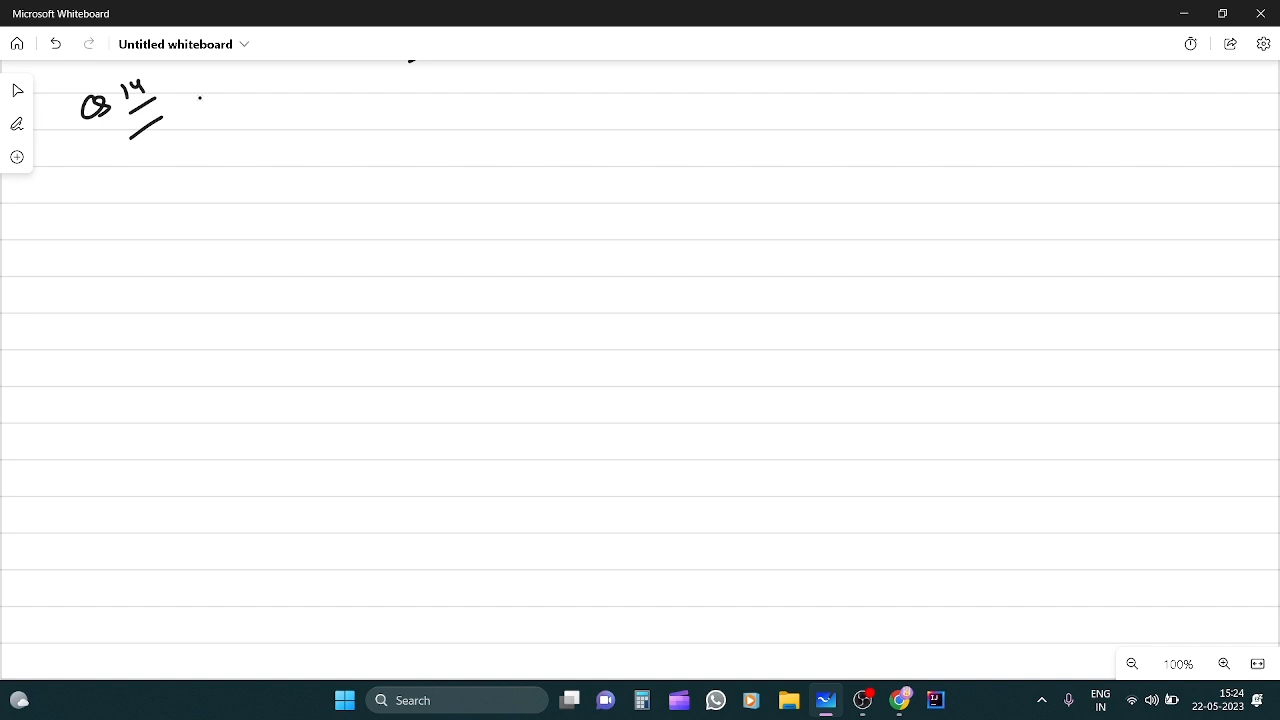 Microsoft Whiteboard
Untitled whiteboard
14
100%
Search
ENG
IN
15:24
22-05-2023